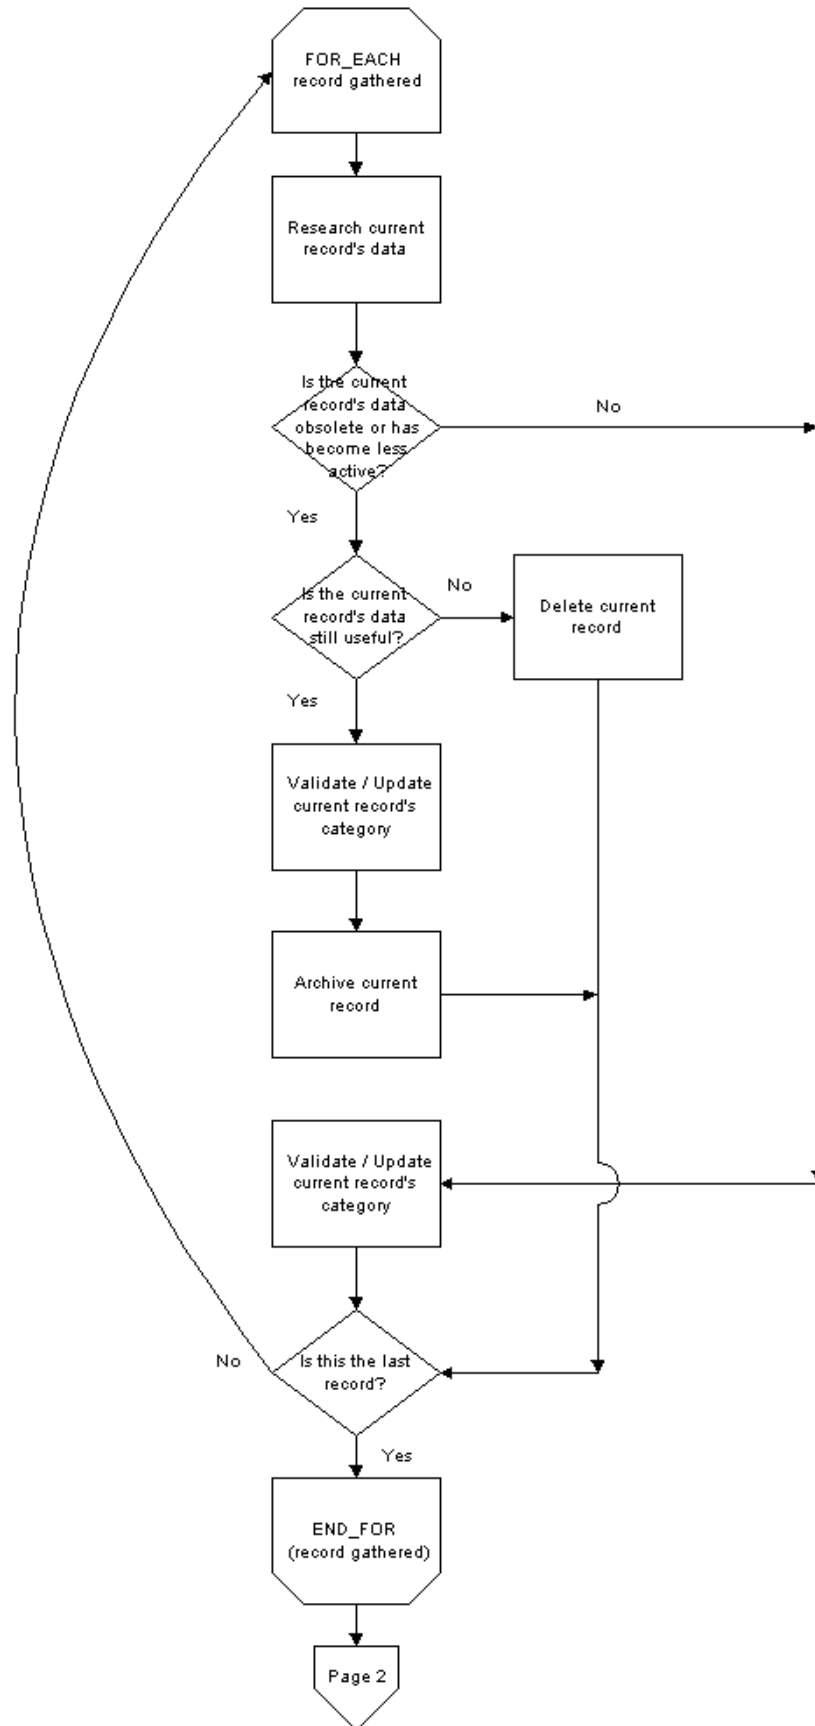 FOR_EACH
record gathered
Research current
record's data
Is the current
record's data
obsolete or has
become less
active?
No
Yes
Is the current
record's data
still useful?
No
Delete current
record
Yes
Validate / Update
current record's
category
Archive current
record
Validate / Update
current record's
category
Is this the last
record?
No
Yes
END_FOR
(record gathered)
Page 2